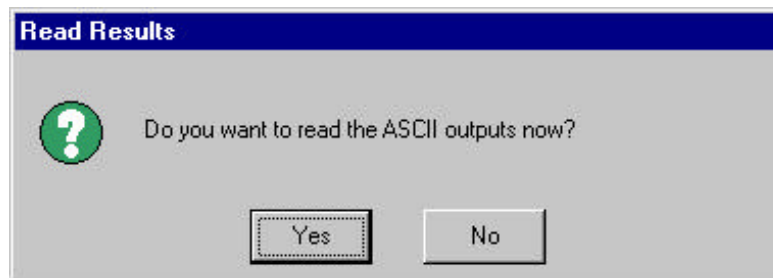 Read Results
Do you want to read the ASCII outputs now?
Yes No